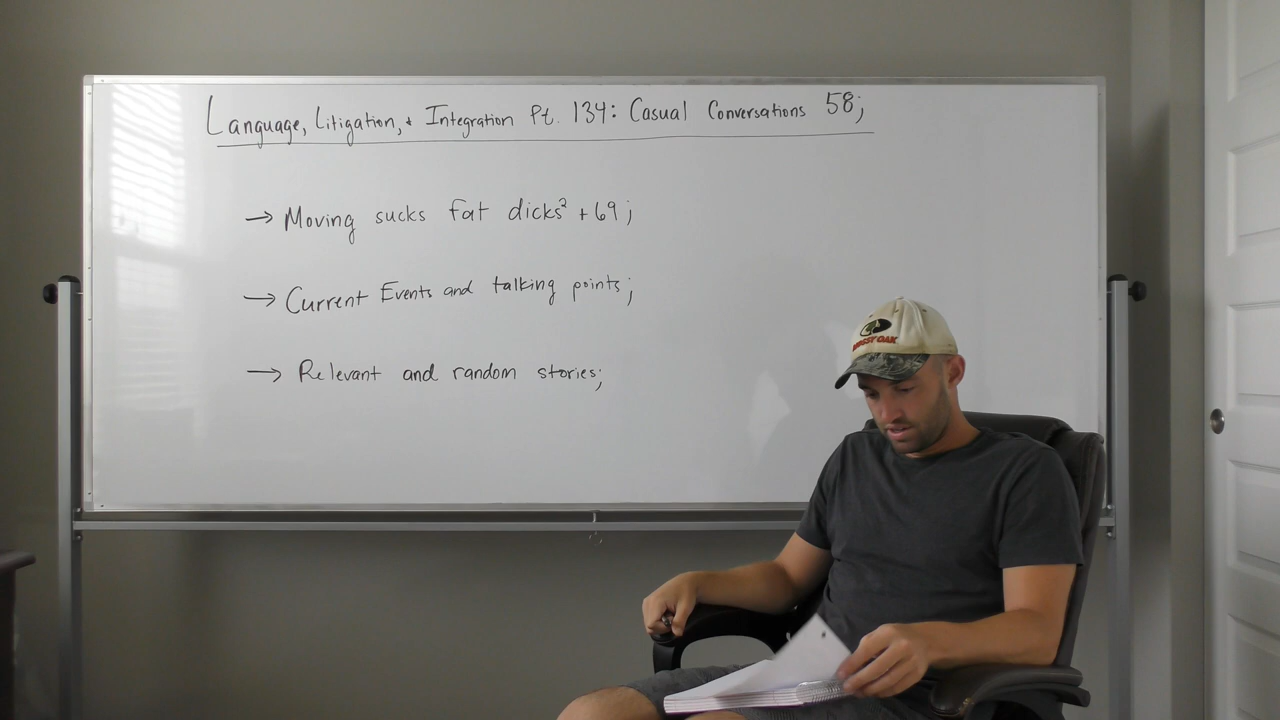 Language, Litigation, & Integration Pt. 134: Casual Conversations 58;
→ Moving sucks fat dicks² + 69;
→ Current Events and talking points;
→ Relevant and random stories;
MOSSY OAK